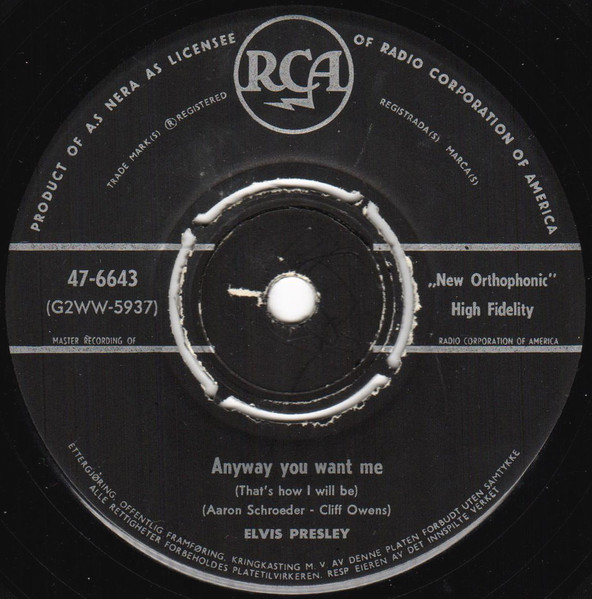 PRODUCT OF A.S NERA AS LICENSEE
OF RADIO CORPORATION OF AMERICA
RCA
TRADE MARK(S) ® REGISTERED
REGISTRADA(S) MARCA(S)
47-6643
(G2WW-5937)
„New Orthophonic"
High Fidelity
MASTER RECORDING OF
RADIO CORPORATION OF AMERICA
Anyway you want me
(That's how I will be)
(Aaron Schroeder - Cliff Owens)
ELVIS PRESLEY
ETTERGJØRING, OFFENTLIG FRAMFØRING, KRINGKASTING M. V AV DENNE PLATEN FORBUDT UTEN SAMTYKKE
ALLE RETTIGHETER FORBEHOLDES PLATETILVIRKEREN. RESP EIEREN AV DET INNSPILTE VERKET